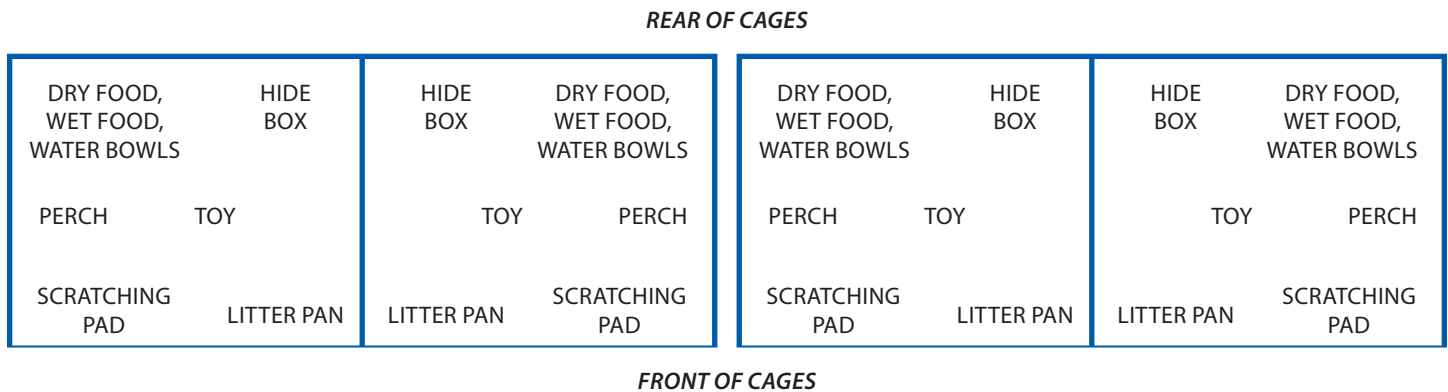 REAR OF CAGES
DRY FOOD,
WET FOOD,
WATER BOWLS
HIDE
BOX
PERCH
TOY
SCRATCHING
PAD
LITTER PAN
HIDE
BOX
DRY FOOD,
WET FOOD,
WATER BOWLS
TOY
PERCH
LITTER PAN
SCRATCHING
PAD
DRY FOOD,
WET FOOD,
WATER BOWLS
HIDE
BOX
PERCH
TOY
SCRATCHING
PAD
LITTER PAN
HIDE
BOX
DRY FOOD,
WET FOOD,
WATER BOWLS
TOY
PERCH
LITTER PAN
SCRATCHING
PAD
FRONT OF CAGES